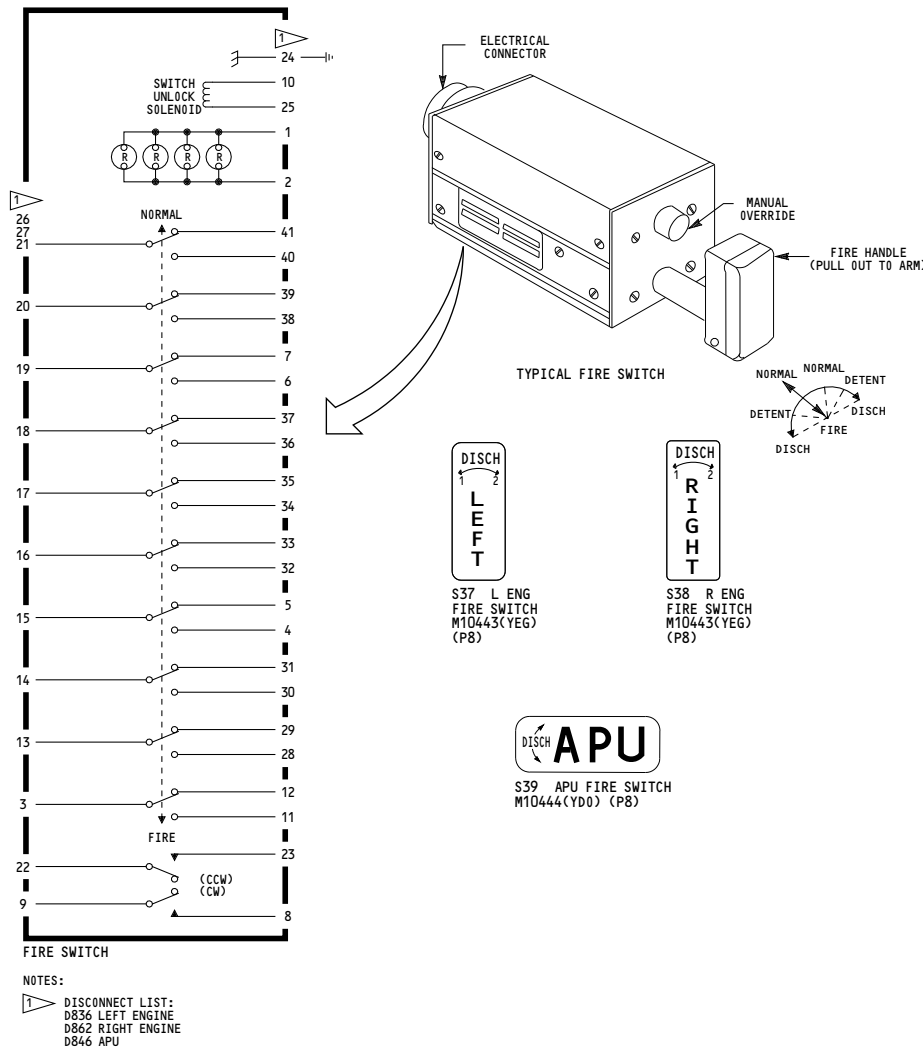 1
24
10
SWITCH
UNLOCK
SOLENOID
25
1
R R R R
2
1
26
27
21
NORMAL
41
40
20
39
38
19
7
6
18
37
36
17
35
34
16
33
32
15
5
4
14
31
30
13
29
28
3
12
11
FIRE
23
22
(CCW)
(CW)
9
8
FIRE SWITCH
ELECTRICAL
CONNECTOR
MANUAL
OVERRIDE
FIRE HANDLE
(PULL OUT TO ARM)
TYPICAL FIRE SWITCH
NORMAL NORMAL
DETENT
DETENT
DISCH
FIRE
DISCH
DISCH
1 2
LEFT
S37 L ENG
FIRE SWITCH
M10443(YEG)
(P8)
DISCH
1 2
RIGHT
S38 R ENG
FIRE SWITCH
M10443(YEG)
(P8)
DISCH APU
S39 APU FIRE SWITCH
M10444(YD0) (P8)
NOTES:
1 DISCONNECT LIST:
D836 LEFT ENGINE
D862 RIGHT ENGINE
D846 APU